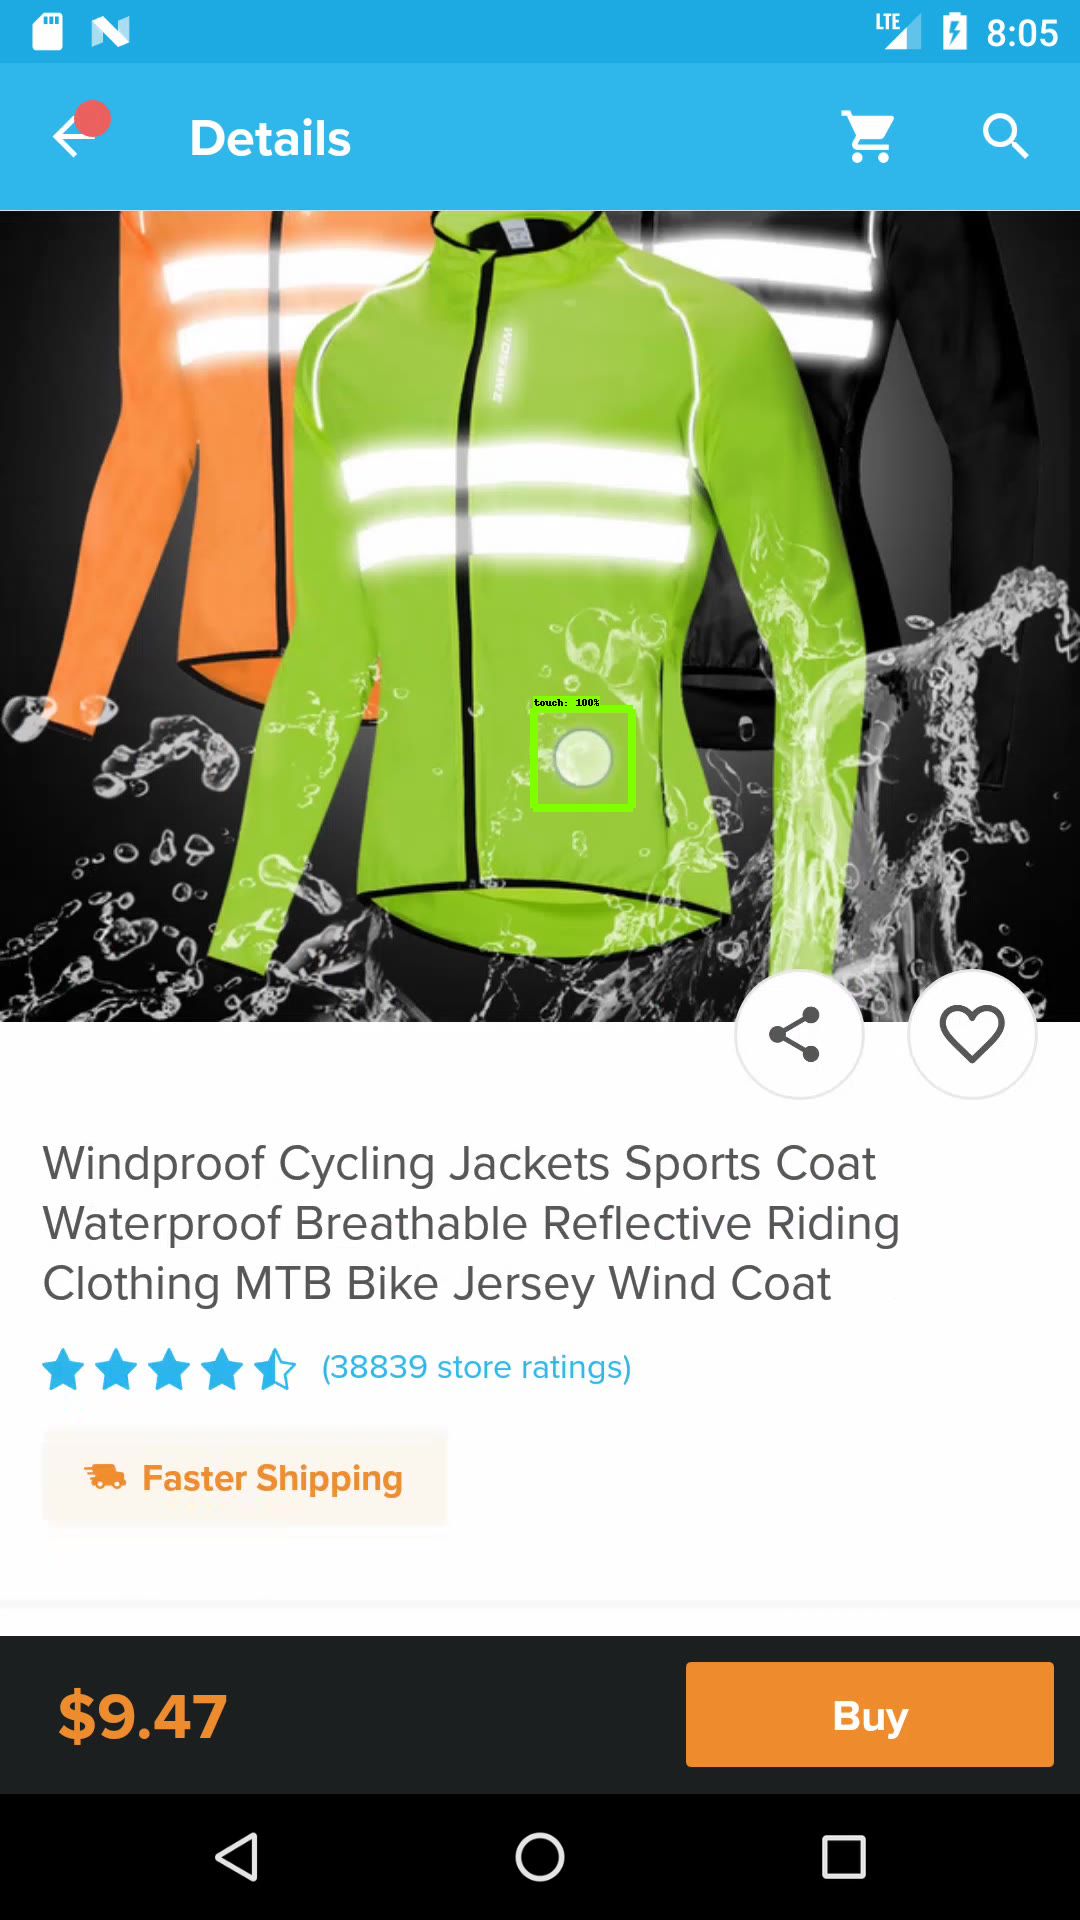 LTE 8:05
Details
WOSAWE
touch: 100%
Windproof Cycling Jackets Sports Coat
Waterproof Breathable Reflective Riding
Clothing MTB Bike Jersey Wind Coat
(38839 store ratings)
Faster Shipping
$9.47
Buy